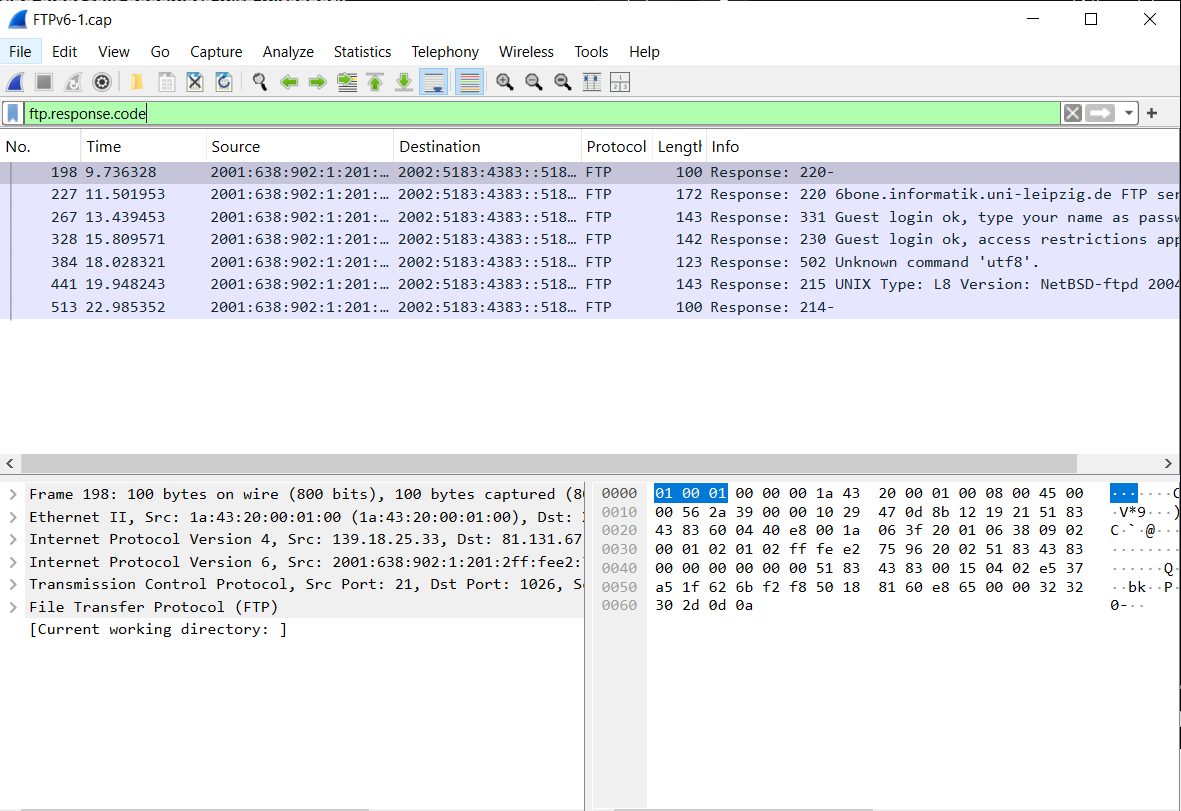 FTPv6-1.cap
File Edit View Go Capture Analyze Statistics Telephony Wireless Tools Help
ftp.response.code
No. Time Source Destination Protocol Length Info
198 9.736328 2001:638:902:1:201:… 2002:5183:4383::518… FTP 100 Response: 220-
227 11.501953 2001:638:902:1:201:… 2002:5183:4383::518… FTP 172 Response: 220 6bone.informatik.uni-leipzig.de FTP ser
267 13.439453 2001:638:902:1:201:… 2002:5183:4383::518… FTP 143 Response: 331 Guest login ok, type your name as passw
328 15.809571 2001:638:902:1:201:… 2002:5183:4383::518… FTP 142 Response: 230 Guest login ok, access restrictions app
384 18.028321 2001:638:902:1:201:… 2002:5183:4383::518… FTP 123 Response: 502 Unknown command 'utf8'.
441 19.948243 2001:638:902:1:201:… 2002:5183:4383::518… FTP 143 Response: 215 UNIX Type: L8 Version: NetBSD-ftpd 2004
513 22.985352 2001:638:902:1:201:… 2002:5183:4383::518… FTP 100 Response: 214-
Frame 198: 100 bytes on wire (800 bits), 100 bytes captured (80
Ethernet II, Src: 1a:43:20:00:01:00 (1a:43:20:00:01:00), Dst:
Internet Protocol Version 4, Src: 139.18.25.33, Dst: 81.131.67
Internet Protocol Version 6, Src: 2001:638:902:1:201:2ff:fee2:
Transmission Control Protocol, Src Port: 21, Dst Port: 1026, S
File Transfer Protocol (FTP)
[Current working directory: ]
0000 01 00 01 00 00 00 1a 43 20 00 01 00 08 00 45 00 ·······C
0010 00 56 2a 39 00 00 10 29 47 0d 8b 12 19 21 51 83 ·V*9···)
0020 43 83 60 04 40 e8 00 1a 06 3f 20 01 06 38 09 02 C·`·@···
0030 00 01 02 01 02 ff fe e2 75 96 20 02 51 83 43 83 ········
0040 00 00 00 00 00 00 51 83 43 83 00 15 04 02 e5 37 ······Q·
0050 a5 1f 62 6b f2 f8 50 18 81 60 e8 65 00 00 32 32 ··bk··P·
0060 30 2d 0d 0a 0-··